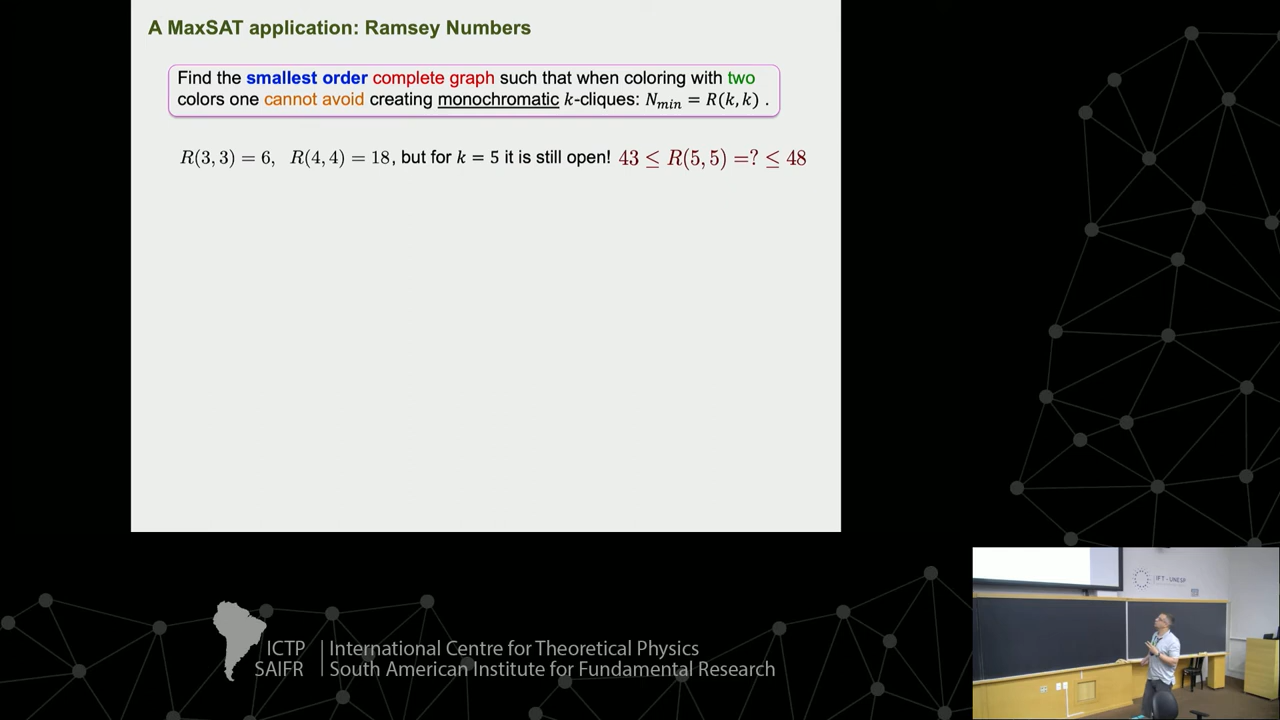 A MaxSAT application: Ramsey Numbers
Find the smallest order complete graph such that when coloring with two
colors one cannot avoid creating monochromatic k-cliques: N_min = R(k, k) .
R(3, 3) = 6, R(4, 4) = 18, but for k = 5 it is still open! 43 ≤ R(5, 5) =? ≤ 48
IFT - UNESP
ICTP | International Centre for Theoretical Physics
SAIFR | South American Institute for Fundamental Research